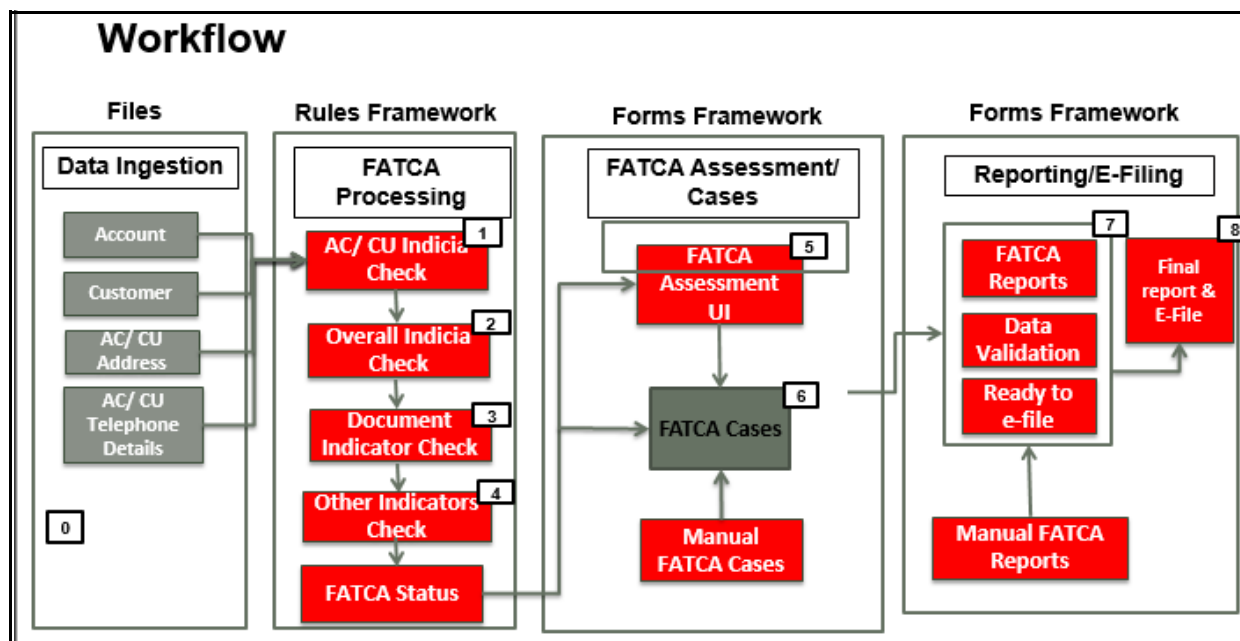 Workflow
Files
Data Ingestion
Account
Customer
AC/ CU
Address
AC/ CU
Telephone
Details
0
Rules Framework
FATCA
Processing
1
AC/ CU Indicia
Check
2
Overall Indicia
Check
3
Document
Indicator Check
4
Other Indicators
Check
FATCA Status
Forms Framework
FATCA Assessment/
Cases
5
FATCA
Assessment
UI
6
FATCA Cases
Manual
FATCA Cases
Forms Framework
Reporting/E-Filing
7
FATCA
Reports
Data
Validation
Ready to
e-file
8
Final
report &
E-File
Manual FATCA
Reports